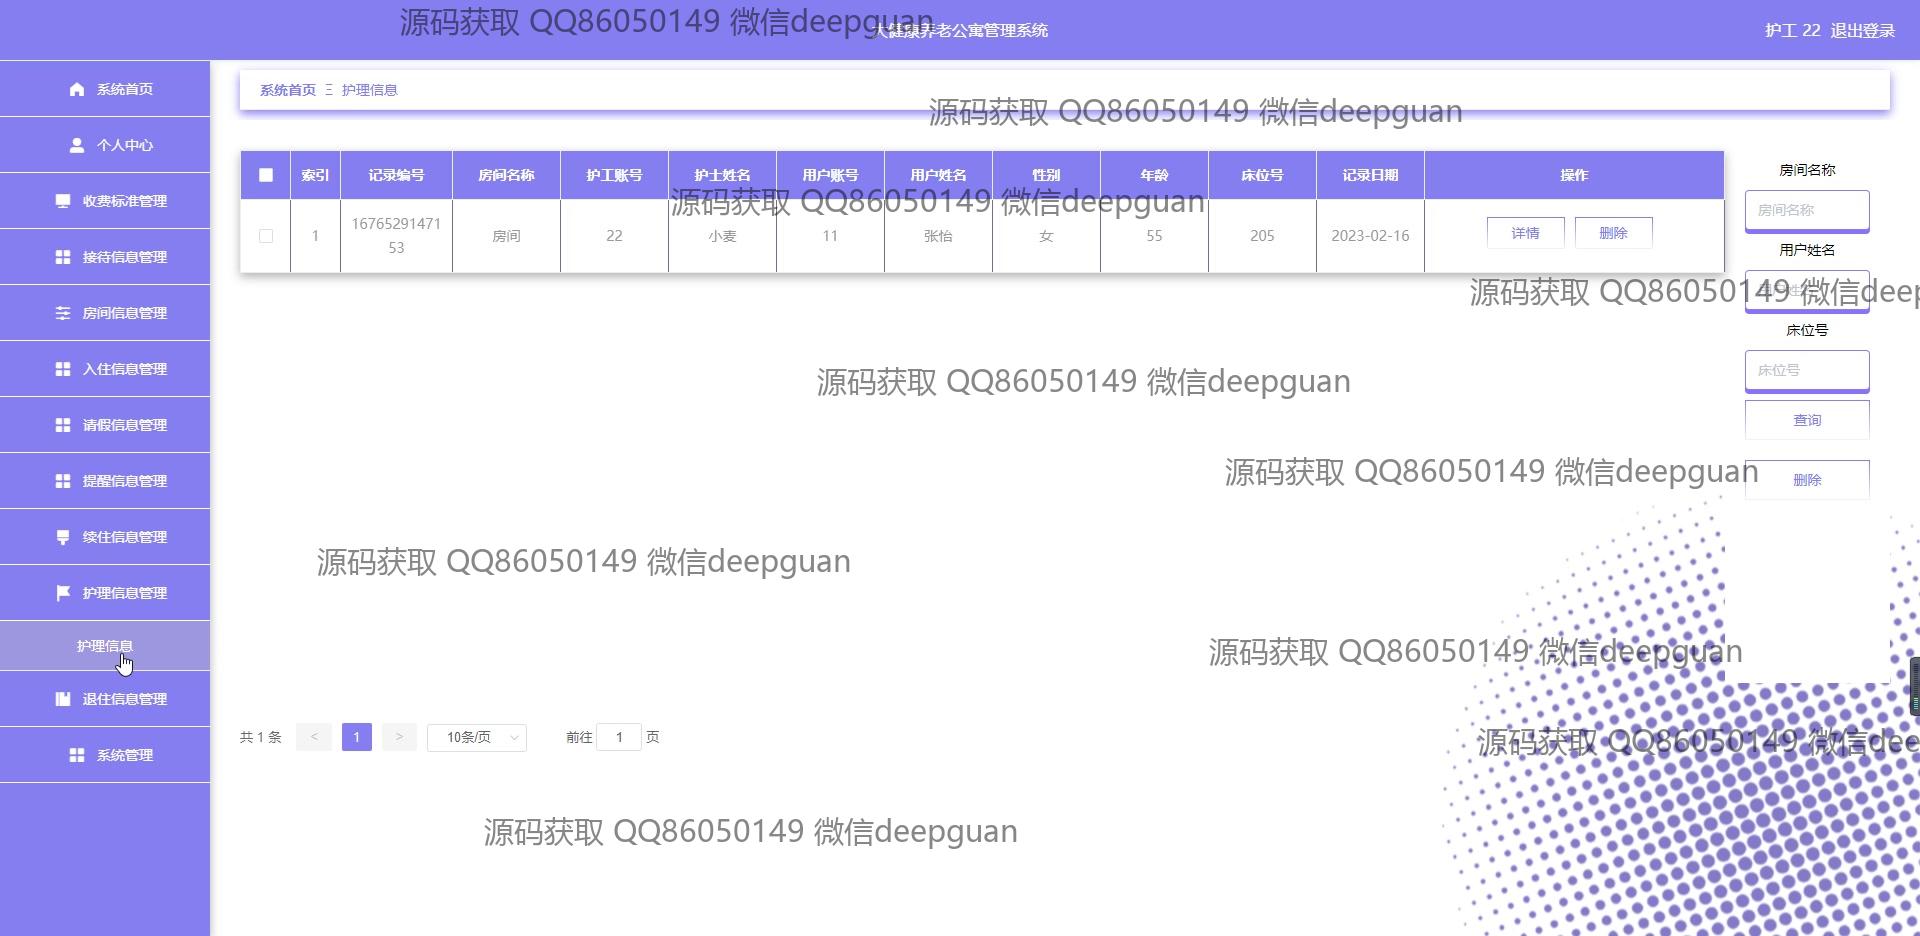 源码获取 QQ86050149 微信deepguan
大健康养老公寓管理系统
护工 22 退出登录
系统首页
个人中心
收费标准管理
接待信息管理
房间信息管理
入住信息管理
请假信息管理
提醒信息管理
续住信息管理
护理信息管理
护理信息
退住信息管理
系统管理
系统首页 Ξ 护理信息
源码获取 QQ86050149 微信deepguan
索引 记录编号 房间名称 护工账号 护士姓名 用户账号 用户姓名 性别 年龄 床位号 记录日期 操作
源码获取 QQ86050149 微信deepguan
1 1676529147153 房间 22 小麦 11 张怡 女 55 205 2023-02-16 详情 删除
房间名称
房间名称
用户姓名
用户姓名
源码获取 QQ86050149 微信deep
床位号
床位号
查询
删除
源码获取 QQ86050149 微信deepguan
源码获取 QQ86050149 微信deepguan
源码获取 QQ86050149 微信deepguan
源码获取 QQ86050149 微信deepguan
源码获取 QQ86050149 微信dee
共 1 条 < 1 > 10条/页 前往 1 页
源码获取 QQ86050149 微信deepguan